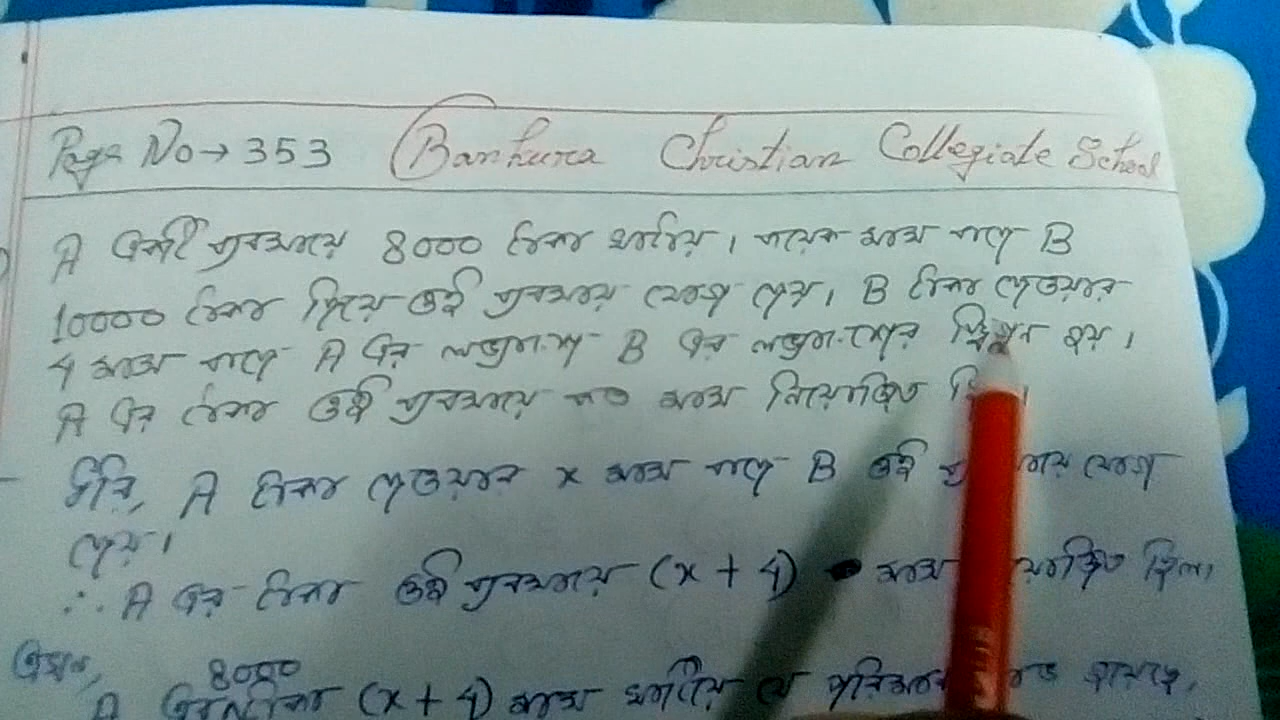 Page No → 353 Bankura Christian Collegiate School
A একটি ব্যবসায়ে 8000 টাকা খাটায়। কয়েক মাস পরে B
10000 টাকা দিয়ে ওই ব্যবসায় যোগ দেয়। B টাকা দেওয়ার
4 মাস পরে A এর লভ্যাংশ B এর লভ্যাংশের দ্বিগুন হয়।
A এর টাকা ওই ব্যবসায়ে কত মাস নিয়োজিত
ধরি, A টাকা দেওয়ার x মাস পরে B ওই যোগ
দেয়।
∴ A এর টাকা ওই ব্যবসায়ে (x + 4) মাস ছিল।
8000
A (x + 4) মাস খাটিয়ে যে